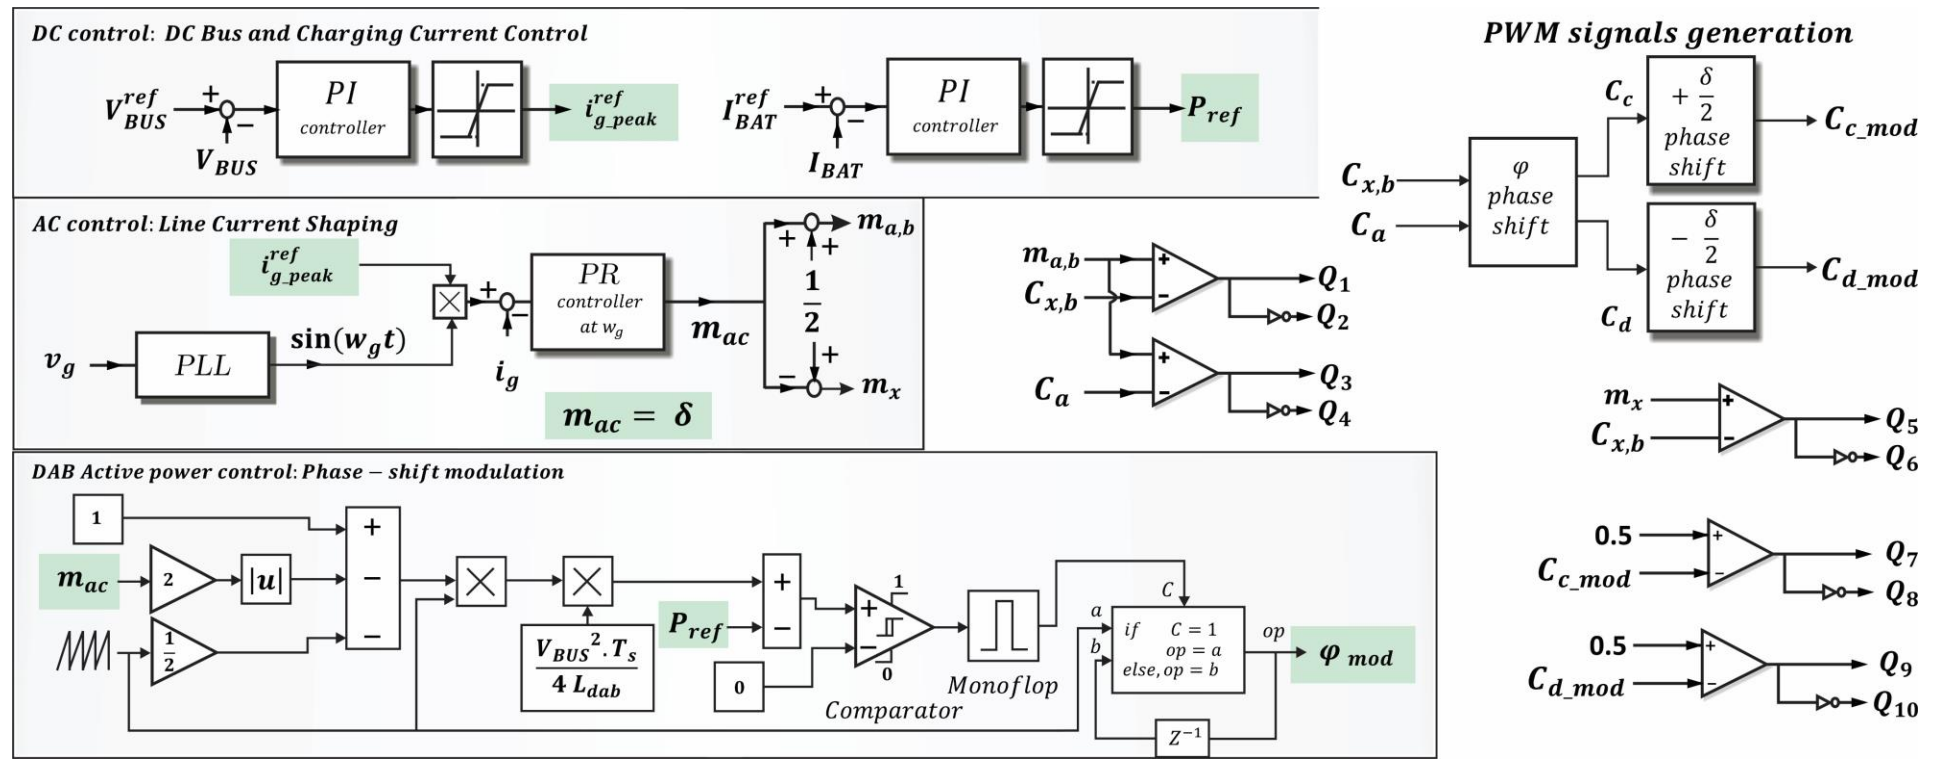 DC control: DC Bus and Charging Current Control
V_BUS^ref
+
−
V_BUS
PI
controller
i_g_peak^ref
I_BAT^ref
+
−
I_BAT
PI
controller
P_ref
AC control: Line Current Shaping
i_g_peak^ref
v_g
PLL
sin(w_g t)
×
+
−
i_g
PR
controller
at w_g
m_ac
+
+
m_a,b
1/2
+
−
m_x
m_ac = δ
DAB Active power control: Phase − shift modulation
1
m_ac
2
|u|
1/2
+
−
−
×
×
V_BUS^2.T_s
4 L_dab
P_ref
+
−
0
+
−
1
0
Comparator
Monoflop
C
a
b
if C = 1
op = a
else, op = b
op
Z^-1
φ_mod
PWM signals generation
C_x,b
C_a
φ
phase
shift
C_c
+ δ/2
phase
shift
C_c_mod
C_d
− δ/2
phase
shift
C_d_mod
m_a,b
C_x,b
+
−
Q_1
Q_2
C_a
+
−
Q_3
Q_4
m_x
C_x,b
+
−
Q_5
Q_6
0.5
C_c_mod
+
−
Q_7
Q_8
0.5
C_d_mod
+
−
Q_9
Q_10